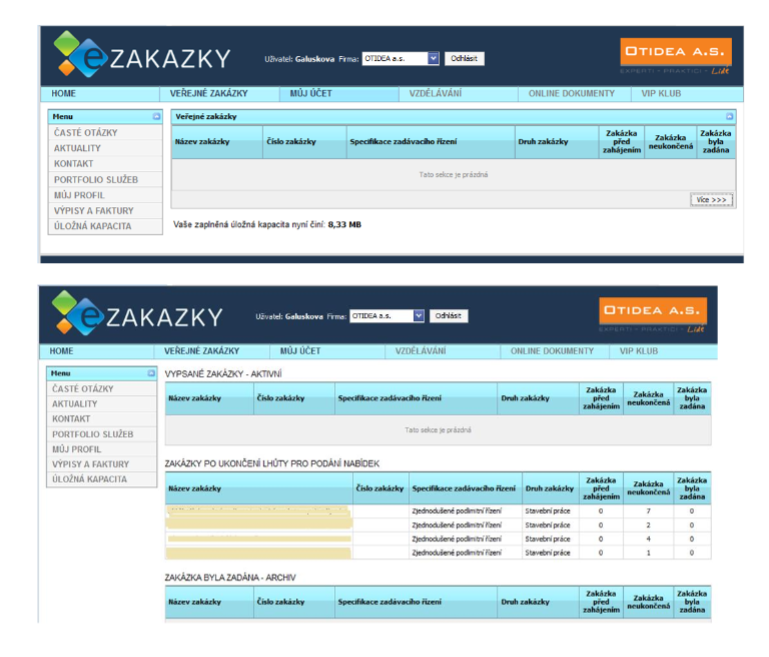 eZAKAZKY Uživatel: Galuskova Firma: OTIDEA a.s. Odhlásit OTIDEA A.S.
EXPERTI - PRAKTICI - Lidé
HOME VEŘEJNÉ ZAKÁZKY MŮJ ÚČET VZDĚLÁVÁNÍ ONLINE DOKUMENTY VIP KLUB
Menu
ČASTÉ OTÁZKY
AKTUALITY
KONTAKT
PORTFOLIO SLUŽEB
MŮJ PROFIL
VÝPISY A FAKTURY
ÚLOŽNÁ KAPACITA
Veřejné zakázky
Název zakázky Číslo zakázky Specifikace zadávacího řízení Druh zakázky Zakázka před zahájením Zakázka neukončená Zakázka byla zadána
Tato sekce je prázdná
Více >>>
Vaše zaplněná úložná kapacita nyní činí: 8,33 MB
eZAKAZKY Uživatel: Galuskova Firma: OTIDEA a.s. Odhlásit OTIDEA A.S.
EXPERTI - PRAKTICI - Lidé
HOME VEŘEJNÉ ZAKÁZKY MŮJ ÚČET VZDĚLÁVÁNÍ ONLINE DOKUMENTY VIP KLUB
Menu
ČASTÉ OTÁZKY
AKTUALITY
KONTAKT
PORTFOLIO SLUŽEB
MŮJ PROFIL
VÝPISY A FAKTURY
ÚLOŽNÁ KAPACITA
VYPSANÉ ZAKÁZKY - AKTIVNÍ
Název zakázky Číslo zakázky Specifikace zadávacího řízení Druh zakázky Zakázka před zahájením Zakázka neukončená Zakázka byla zadána
Tato sekce je prázdná
ZAKÁZKY PO UKONČENÍ LHŮTY PRO PODÁNÍ NABÍDEK
Název zakázky Číslo zakázky Specifikace zadávacího řízení Druh zakázky Zakázka před zahájením Zakázka neukončená Zakázka byla zadána
Zjednodušené podlimitní řízení Stavební práce 0 7 0
Zjednodušené podlimitní řízení Stavební práce 0 2 0
Zjednodušené podlimitní řízení Stavební práce 0 4 0
Zjednodušené podlimitní řízení Stavební práce 0 1 0
ZAKÁZKA BYLA ZADÁNA - ARCHIV
Název zakázky Číslo zakázky Specifikace zadávacího řízení Druh zakázky Zakázka před zahájením Zakázka neukončená Zakázka byla zadána